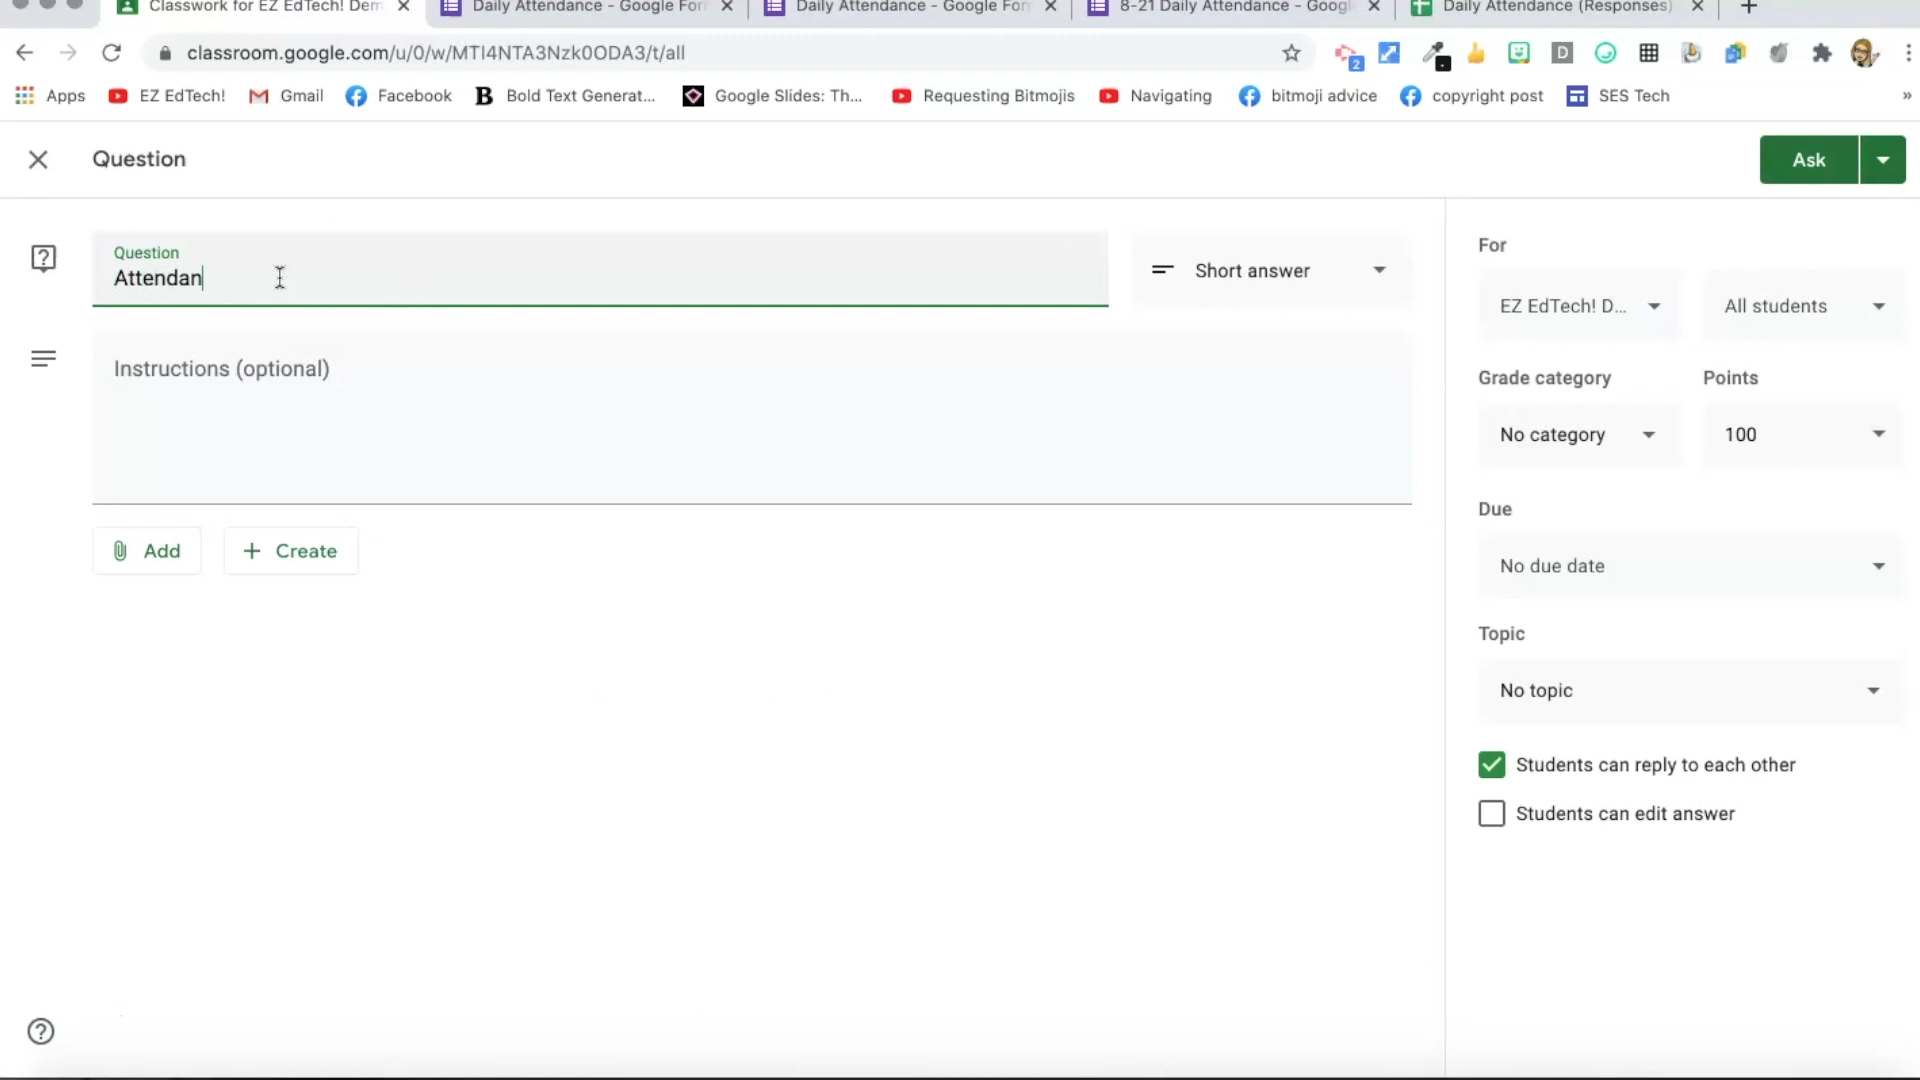 Classwork for EZ EdTech! Dem
Daily Attendance - Google For
Daily Attendance - Google For
8-21 Daily Attendance - Googl
Daily Attendance (Responses)
classroom.google.com/u/0/w/MTI4NTA3Nzk0ODA3/t/all
2
D
Apps
EZ EdTech!
Gmail
Facebook
B
Bold Text Generat...
Google Slides: Th...
Requesting Bitmojis
Navigating
bitmoji advice
copyright post
SES Tech
»
Question
Ask
Question
Attendan
Short answer
Instructions (optional)
Add
Create
For
EZ EdTech! D...
All students
Grade category
Points
No category
100
Due
No due date
Topic
No topic
Students can reply to each other
Students can edit answer